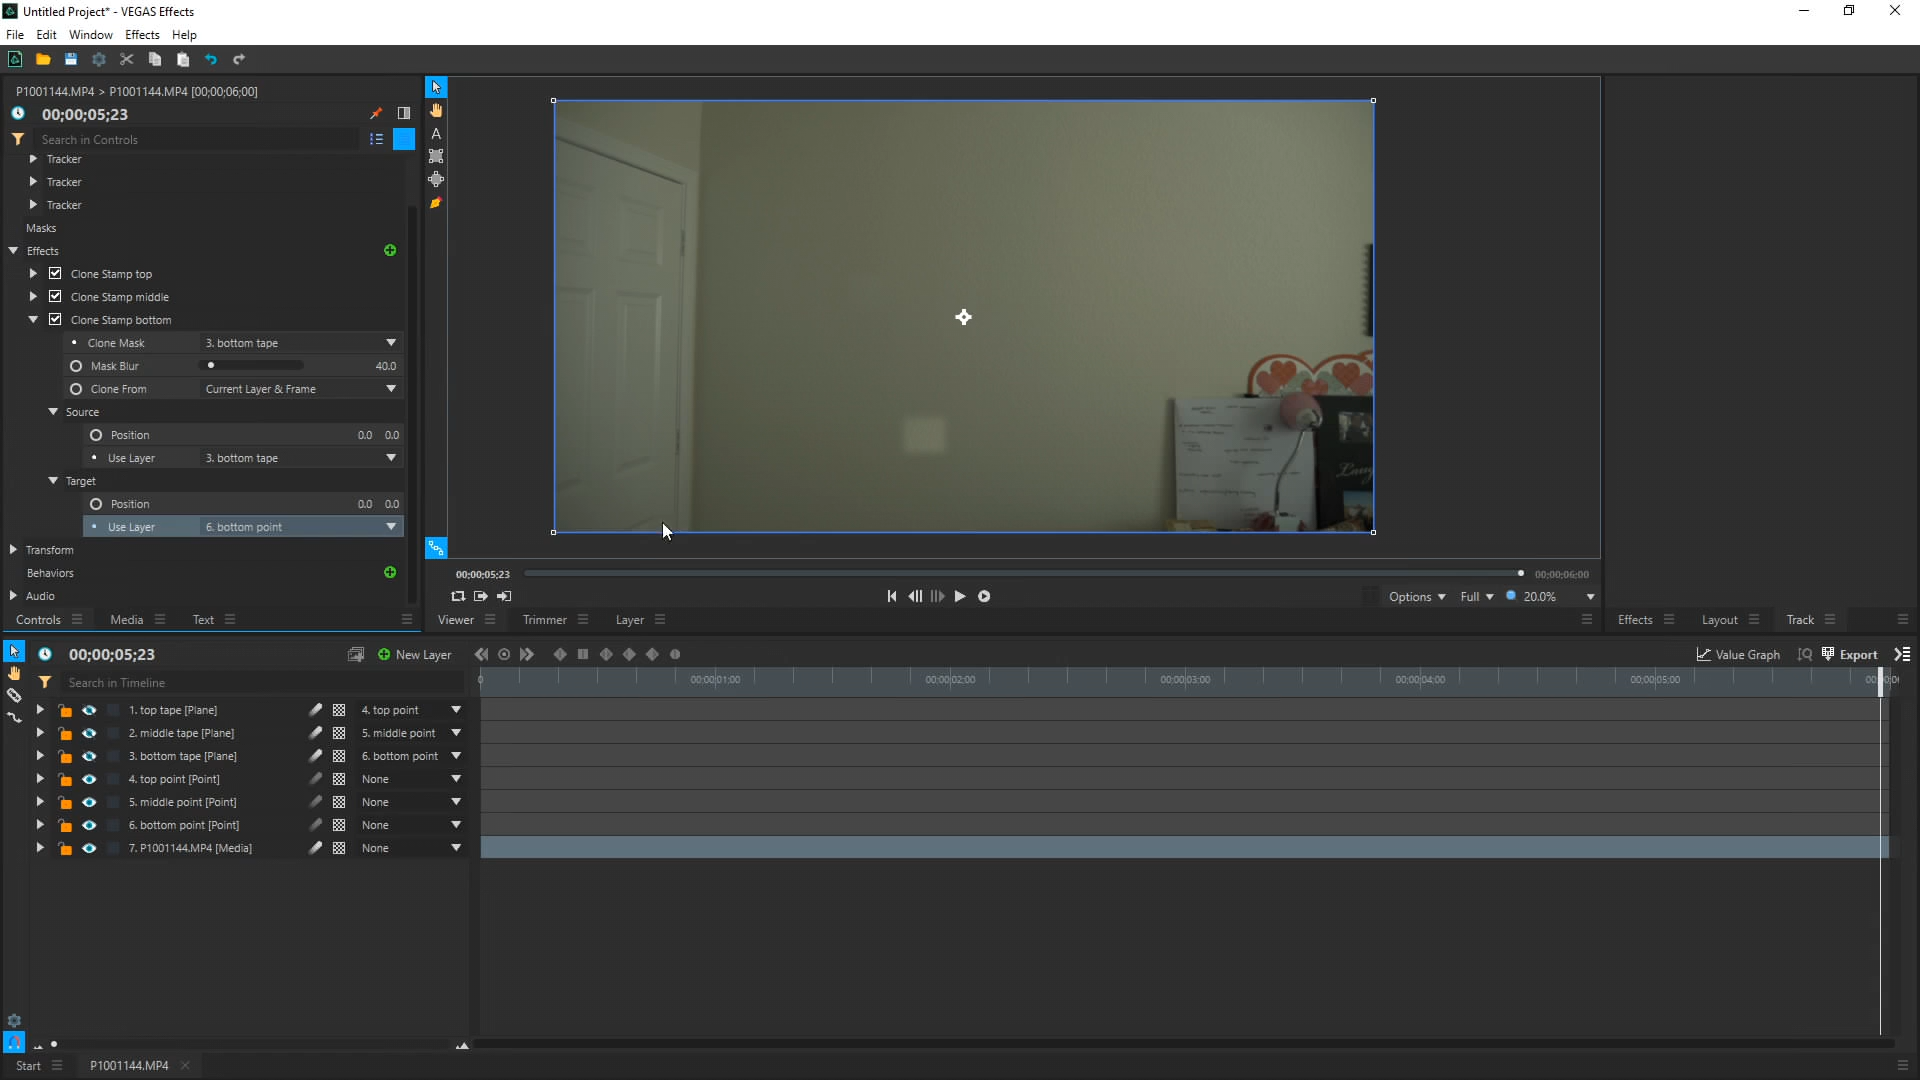 Untitled Project* - VEGAS Effects
File Edit Window Effects Help
P1001144.MP4 > P1001144.MP4 [00;00;06;00]
00;00;05;23
Search in Controls
Tracker
Tracker
Tracker
Masks
Effects
Clone Stamp top
Clone Stamp middle
Clone Stamp bottom
Clone Mask 3. bottom tape
Mask Blur 40.0
Clone From Current Layer & Frame
Source
Position 0.0 0.0
Use Layer 3. bottom tape
Target
Position 0.0 0.0
Use Layer 6. bottom point
Transform
Behaviors
Audio
Controls Media Text
A
00;00;05;23 00;00;06;00
Options Full 20.0%
Viewer Trimmer Layer
Effects Layout Track
00;00;05;23 New Layer
Value Graph Export
Search in Timeline
0 00;00;01;00 00;00;02;00 00;00;03;00 00;00;04;00 00;00;05;00
1. top tape [Plane] 4. top point
2. middle tape [Plane] 5. middle point
3. bottom tape [Plane] 6. bottom point
4. top point [Point] None
5. middle point [Point] None
6. bottom point [Point] None
7. P1001144.MP4 [Media] None
Start P1001144.MP4